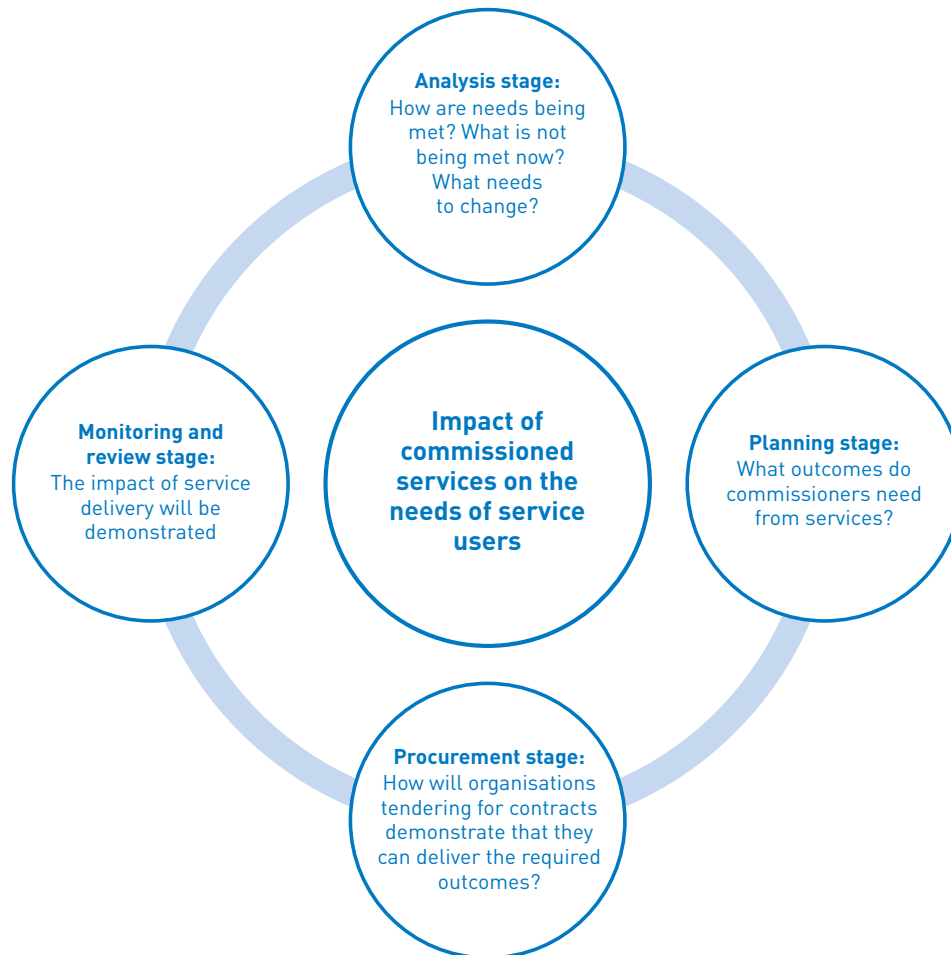 Analysis stage:
How are needs being
met? What is not
being met now?
What needs
to change?
Monitoring and
review stage:
The impact of service
delivery will be
demonstrated
Impact of
commissioned
services on the
needs of service
users
Planning stage:
What outcomes do
commissioners need
from services?
Procurement stage:
How will organisations
tendering for contracts
demonstrate that they
can deliver the required
outcomes?